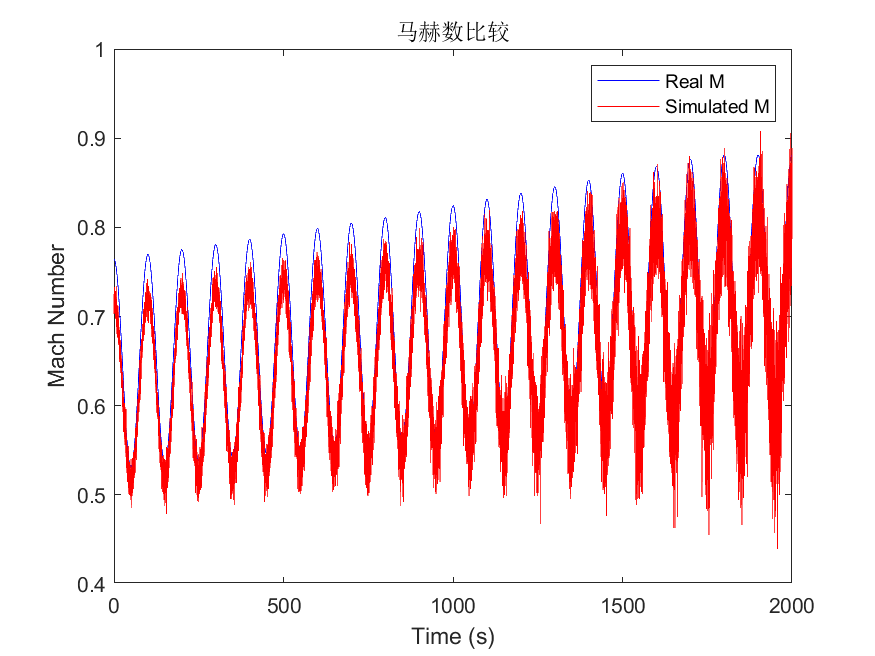 马赫数比较
Real M
Simulated M
1
0.9
0.8
0.7
0.6
0.5
0.4
Mach Number
0
500
1000
1500
2000
Time (s)